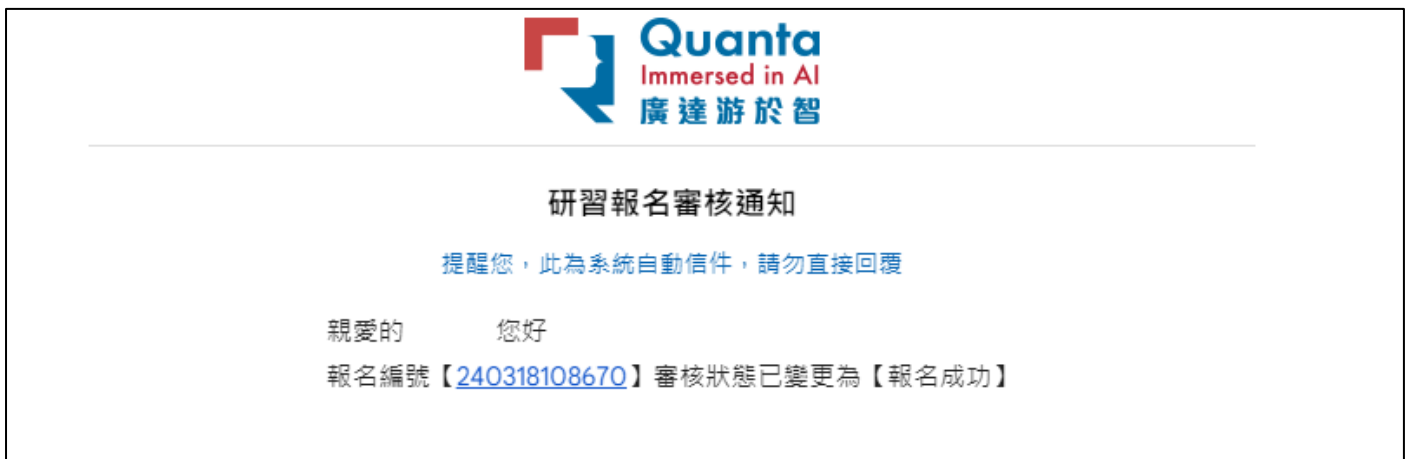 Quanta
Immersed in AI
廣達游於智
研習報名審核通知
提醒您，此為系統自動信件，請勿直接回覆
親愛的 您好
報名編號【240318108670】審核狀態已變更為【報名成功】